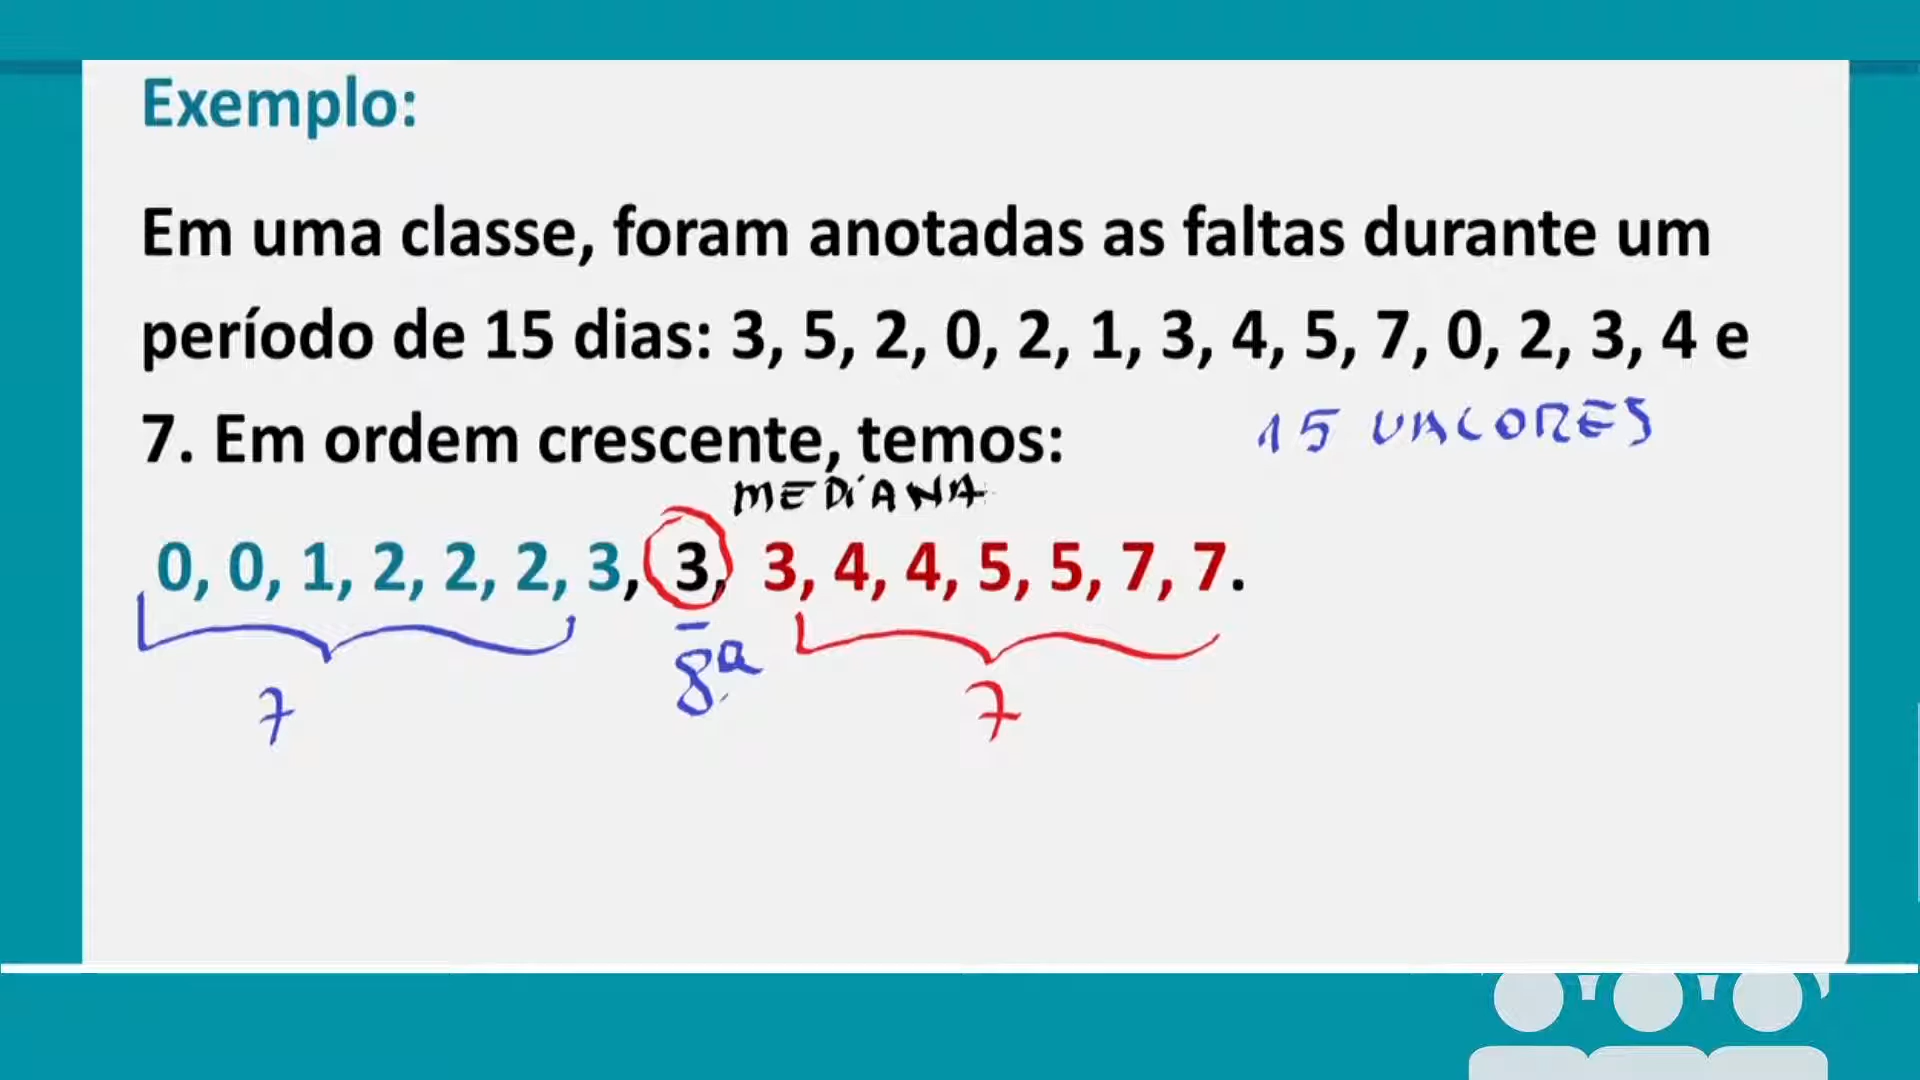 Exemplo:
Em uma classe, foram anotadas as faltas durante um
período de 15 dias: 3, 5, 2, 0, 2, 1, 3, 4, 5, 7, 0, 2, 3, 4 e
7. Em ordem crescente, temos:
15 VALORES
MEDIANA
0, 0, 1, 2, 2, 2, 3, 3, 3, 4, 4, 5, 5, 7, 7.
7 8ª 7